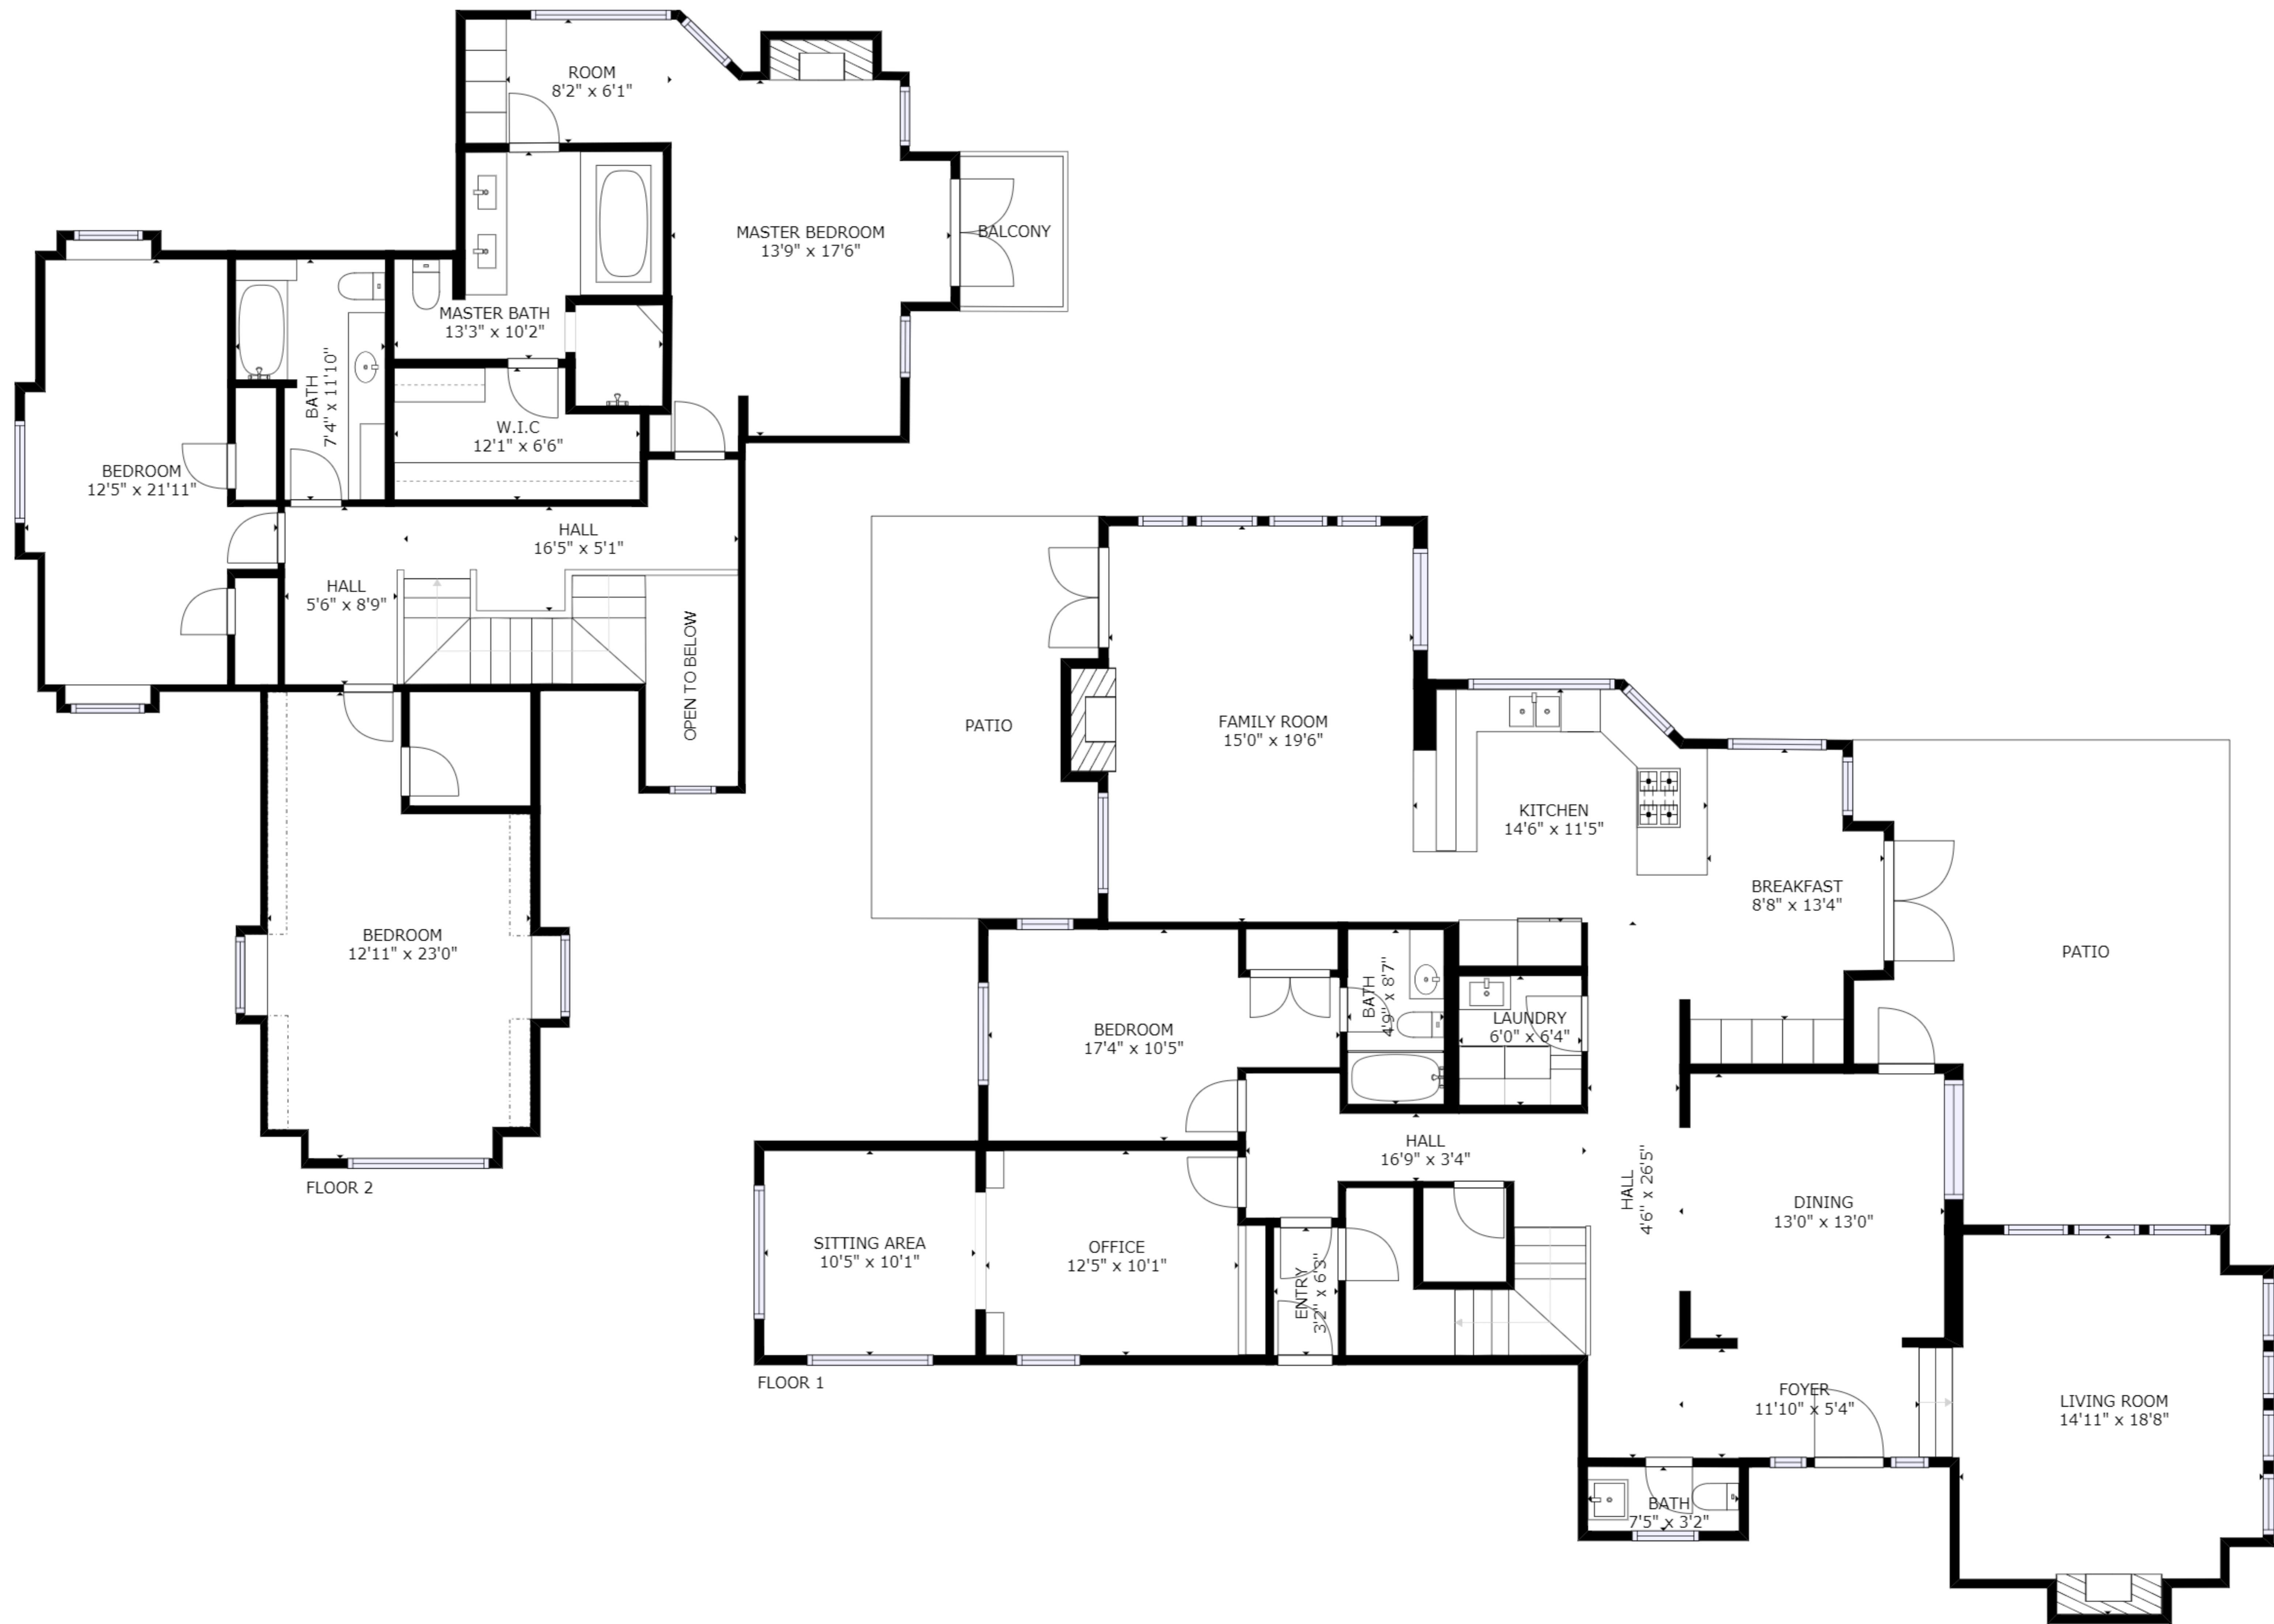 ROOM
8'2" x 6'1"
MASTER BEDROOM
13'9" x 17'6"
BALCONY
MASTER BATH
13'3" x 10'2"
BATH
7'4" x 11'10"
W.I.C
12'1" x 6'6"
BEDROOM
12'5" x 21'11"
HALL
16'5" x 5'1"
HALL
5'6" x 8'9"
OPEN TO BELOW
BEDROOM
12'11" x 23'0"
FLOOR 2
PATIO
FAMILY ROOM
15'0" x 19'6"
KITCHEN
14'6" x 11'5"
BREAKFAST
8'8" x 13'4"
PATIO
BEDROOM
17'4" x 10'5"
BATH
4'9" x 8'7"
LAUNDRY
6'0" x 6'4"
HALL
16'9" x 3'4"
HALL
4'6" x 26'5"
DINING
13'0" x 13'0"
SITTING AREA
10'5" x 10'1"
OFFICE
12'5" x 10'1"
ENTRY
3'2" x 6'3"
FLOOR 1
FOYER
11'10" x 5'4"
LIVING ROOM
14'11" x 18'8"
BATH
7'5" x 3'2"